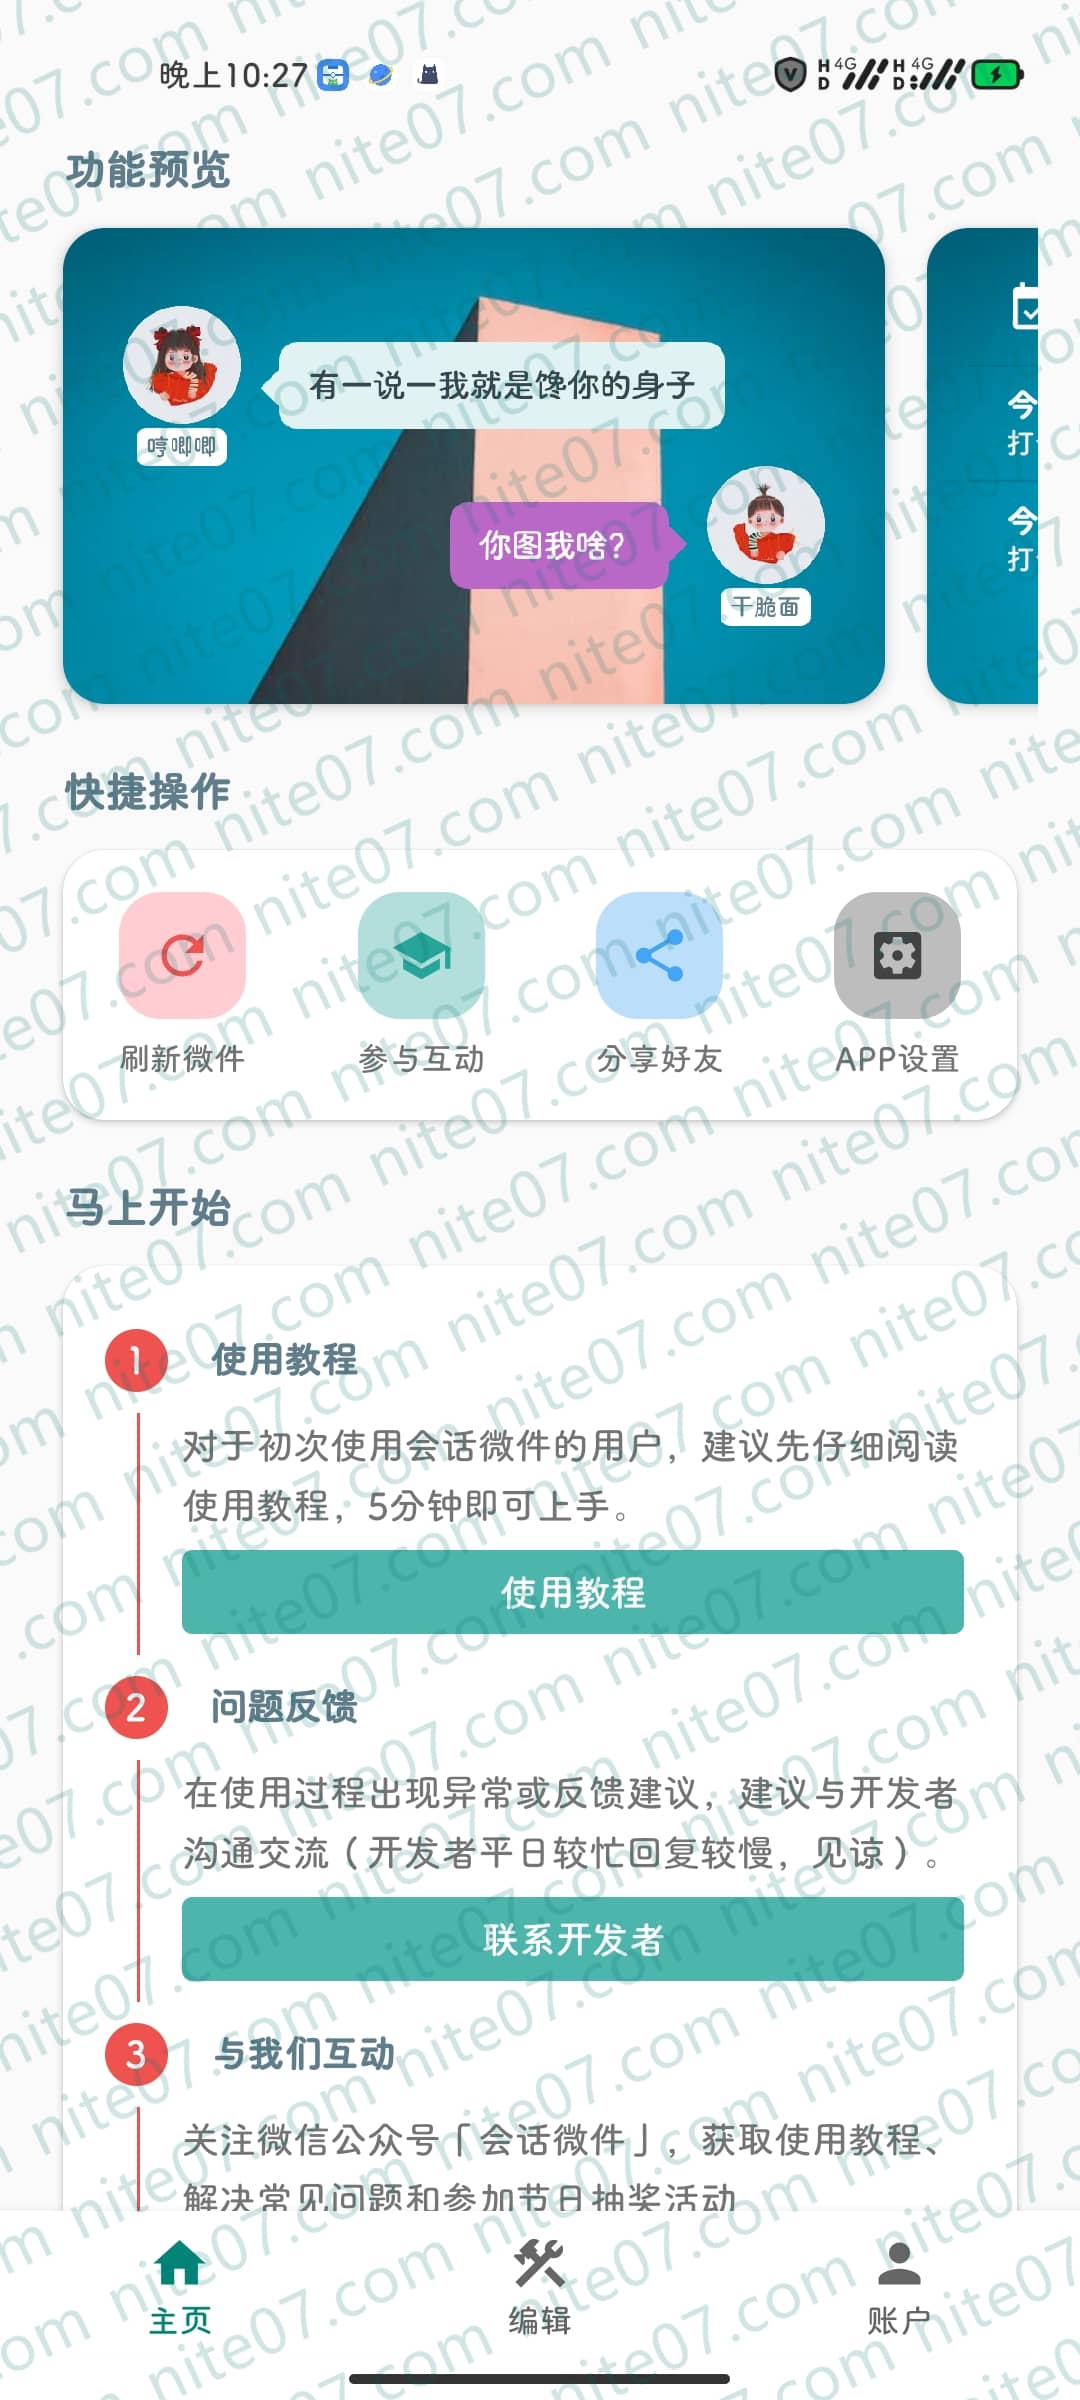 晚上10:27
功能预览
有一说一我就是馋你的身子
哼唧唧
你图我啥?
干脆面
今
打
今
打
快捷操作
刷新微件 参与互动 分享好友 APP设置
马上开始
1 使用教程
对于初次使用会话微件的用户，建议先仔细阅读
使用教程，5分钟即可上手。
使用教程
2 问题反馈
在使用过程出现异常或反馈建议，建议与开发者
沟通交流（开发者平日较忙回复较慢，见谅）。
联系开发者
3 与我们互动
关注微信公众号「会话微件」，获取使用教程、
解决常见问题和参加节日抽奖活动
主页 编辑 账户
nite07.com